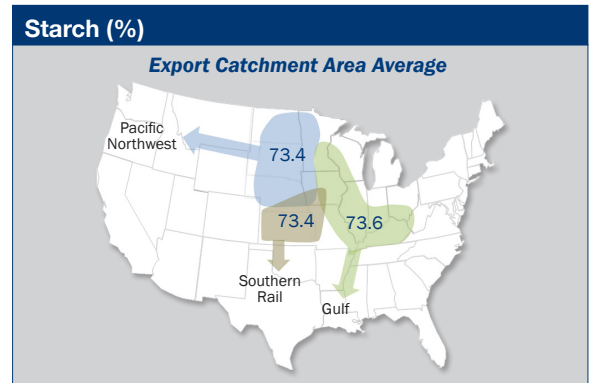 Starch (%)
Export Catchment Area Average
Pacific
Northwest
73.4
73.4
73.6
Southern
Rail
Gulf